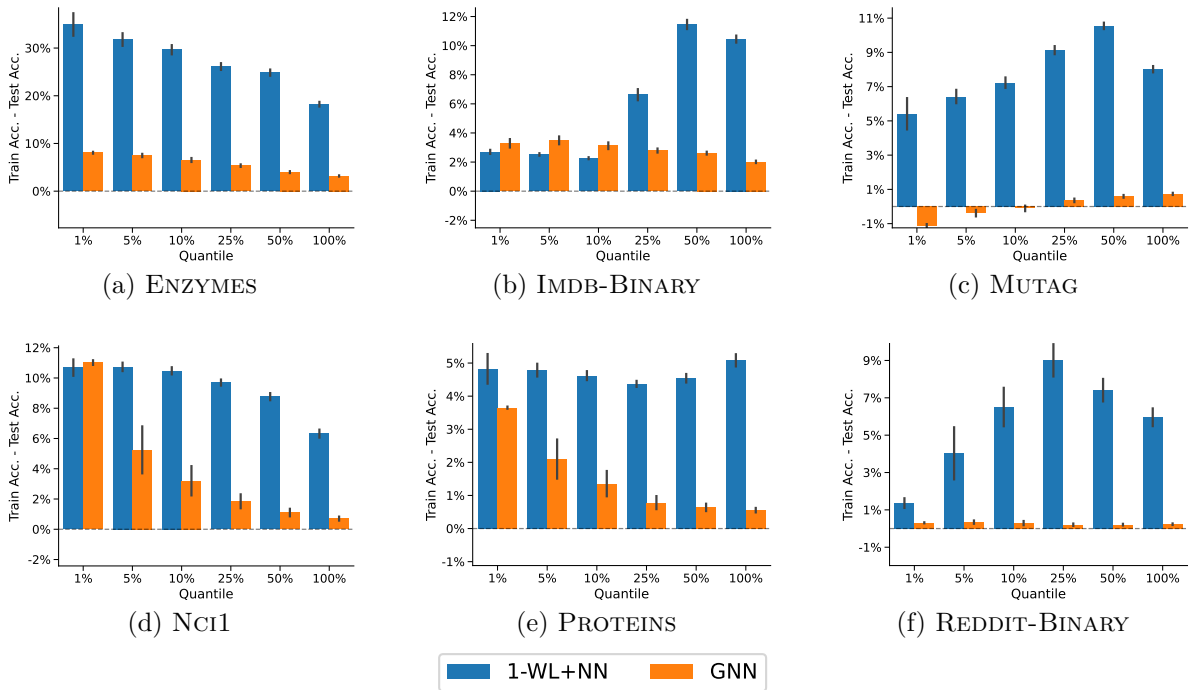 Train Acc. - Test Acc.
30%
20%
10%
0%
1% 5% 10% 25% 50% 100%
Quantile
(a) ENZYMES
Train Acc. - Test Acc.
12%
10%
8%
6%
4%
2%
0%
-2%
1% 5% 10% 25% 50% 100%
Quantile
(b) IMDB-BINARY
Train Acc. - Test Acc.
11%
9%
7%
5%
3%
1%
-1%
1% 5% 10% 25% 50% 100%
Quantile
(c) MUTAG
Train Acc. - Test Acc.
12%
10%
8%
6%
4%
2%
0%
-2%
1% 5% 10% 25% 50% 100%
Quantile
(d) NCI1
Train Acc. - Test Acc.
5%
4%
3%
2%
1%
0%
-1%
1% 5% 10% 25% 50% 100%
Quantile
(e) PROTEINS
Train Acc. - Test Acc.
9%
7%
5%
3%
1%
-1%
1% 5% 10% 25% 50% 100%
Quantile
(f) REDDIT-BINARY
1-WL+NN GNN